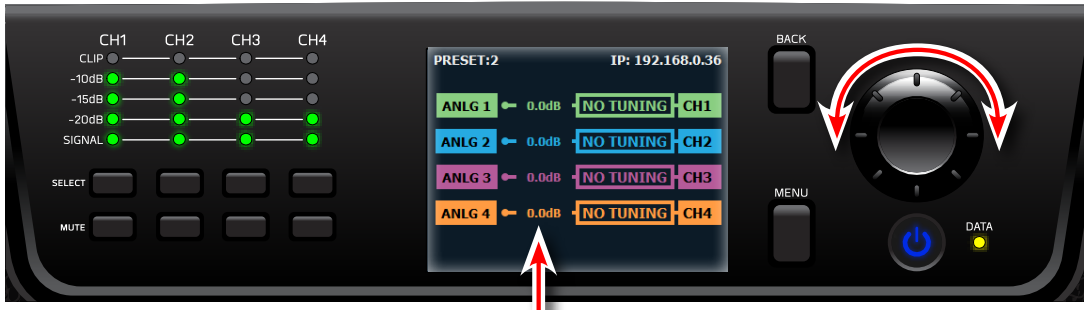 CH1 CH2 CH3 CH4
CLIP
-10dB
-15dB
-20dB
SIGNAL
SELECT
MUTE
PRESET:2 IP: 192.168.0.36
ANLG 1 0.0dB NO TUNING CH1
ANLG 2 0.0dB NO TUNING CH2
ANLG 3 0.0dB NO TUNING CH3
ANLG 4 0.0dB NO TUNING CH4
BACK
MENU
DATA